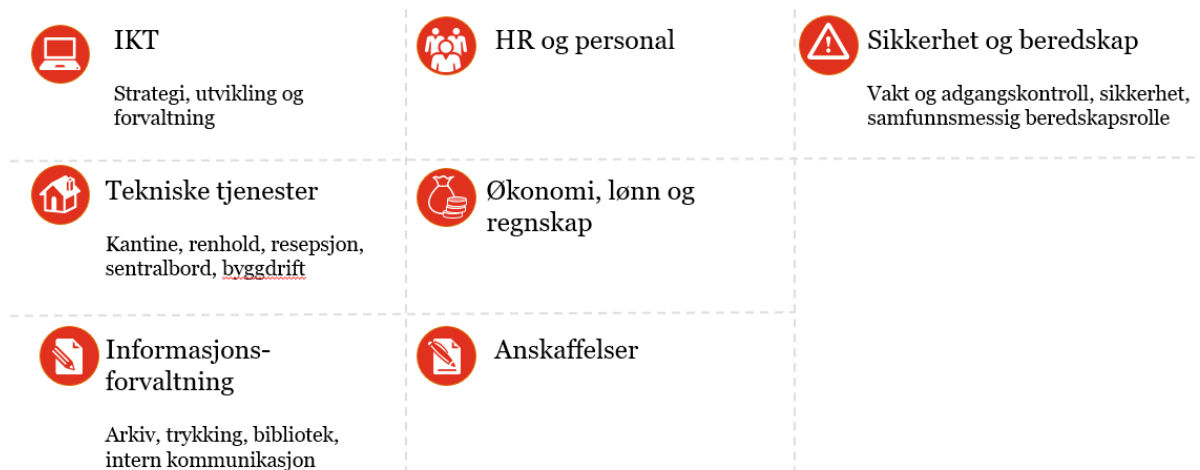 IKT
Strategi, utvikling og
forvaltning
HR og personal
Sikkerhet og beredskap
Vakt og adgangskontroll, sikkerhet,
samfunnsmessig beredskapsrolle
Tekniske tjenester
Kantine, renhold, resepsjon,
sentralbord, byggdrift
Økonomi, lønn og
regnskap
Informasjons-
forvaltning
Arkiv, trykking, bibliotek,
intern kommunikasjon
Anskaffelser